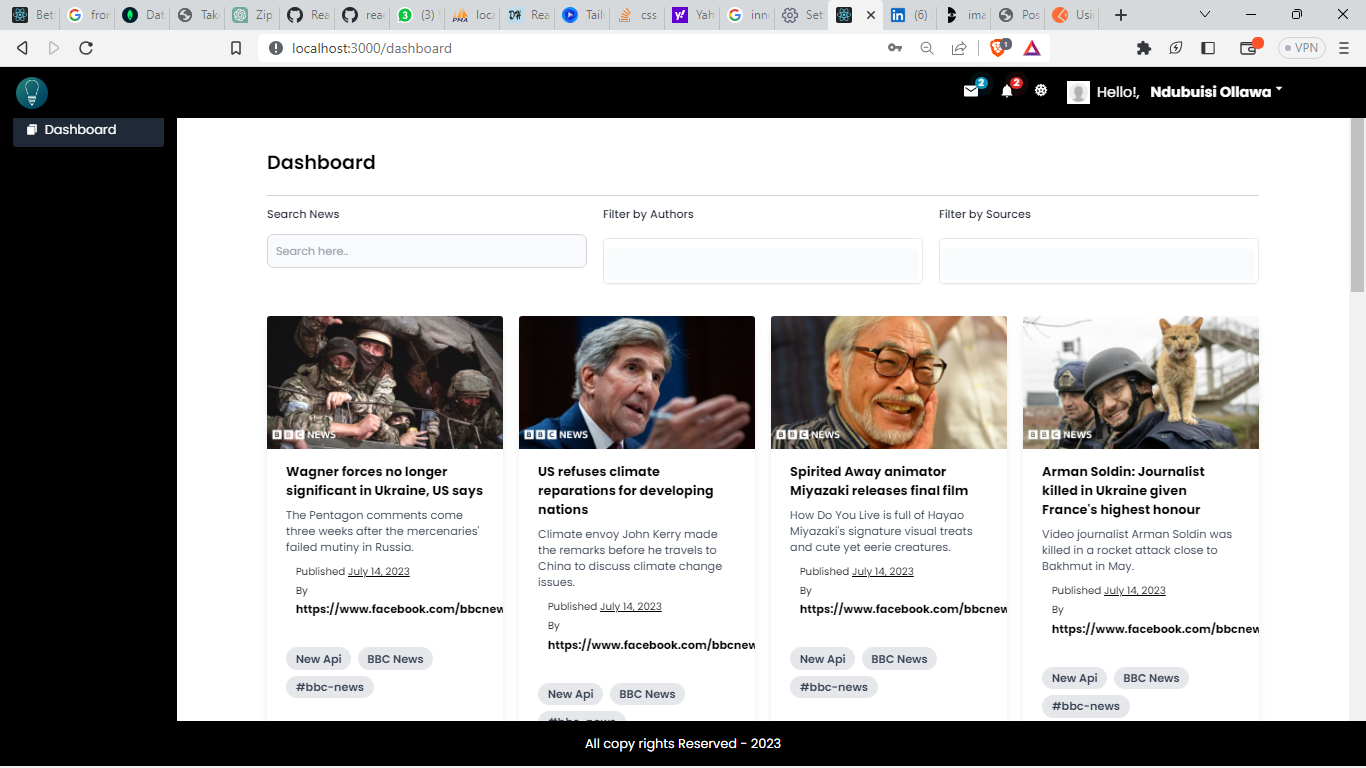 Bet
fror
Dat
Take
Zip
Rea
reac
(3)
loca
Rea
Tail
css
Yah
inn
Set
(6)
ima
Pos
Usin
localhost:3000/dashboard
1
VPN
2
2
Hello!, Ndubuisi Ollawa
Dashboard
Dashboard
Search News
Filter by Authors
Filter by Sources
Search here..
BBC NEWS
Wagner forces no longer
significant in Ukraine, US says
The Pentagon comments come
three weeks after the mercenaries'
failed mutiny in Russia.
Published July 14, 2023
By
https://www.facebook.com/bbcnew
New Api
BBC News
#bbc-news
BBC NEWS
US refuses climate
reparations for developing
nations
Climate envoy John Kerry made
the remarks before he travels to
China to discuss climate change
issues.
Published July 14, 2023
By
https://www.facebook.com/bbcnew
New Api
BBC News
#bbc-news
BBC NEWS
Spirited Away animator
Miyazaki releases final film
How Do You Live is full of Hayao
Miyazaki's signature visual treats
and cute yet eerie creatures.
Published July 14, 2023
By
https://www.facebook.com/bbcnew
New Api
BBC News
#bbc-news
BBC NEWS
Arman Soldin: Journalist
killed in Ukraine given
France's highest honour
Video journalist Arman Soldin was
killed in a rocket attack close to
Bakhmut in May.
Published July 14, 2023
By
https://www.facebook.com/bbcnew
New Api
BBC News
#bbc-news
All copy rights Reserved - 2023